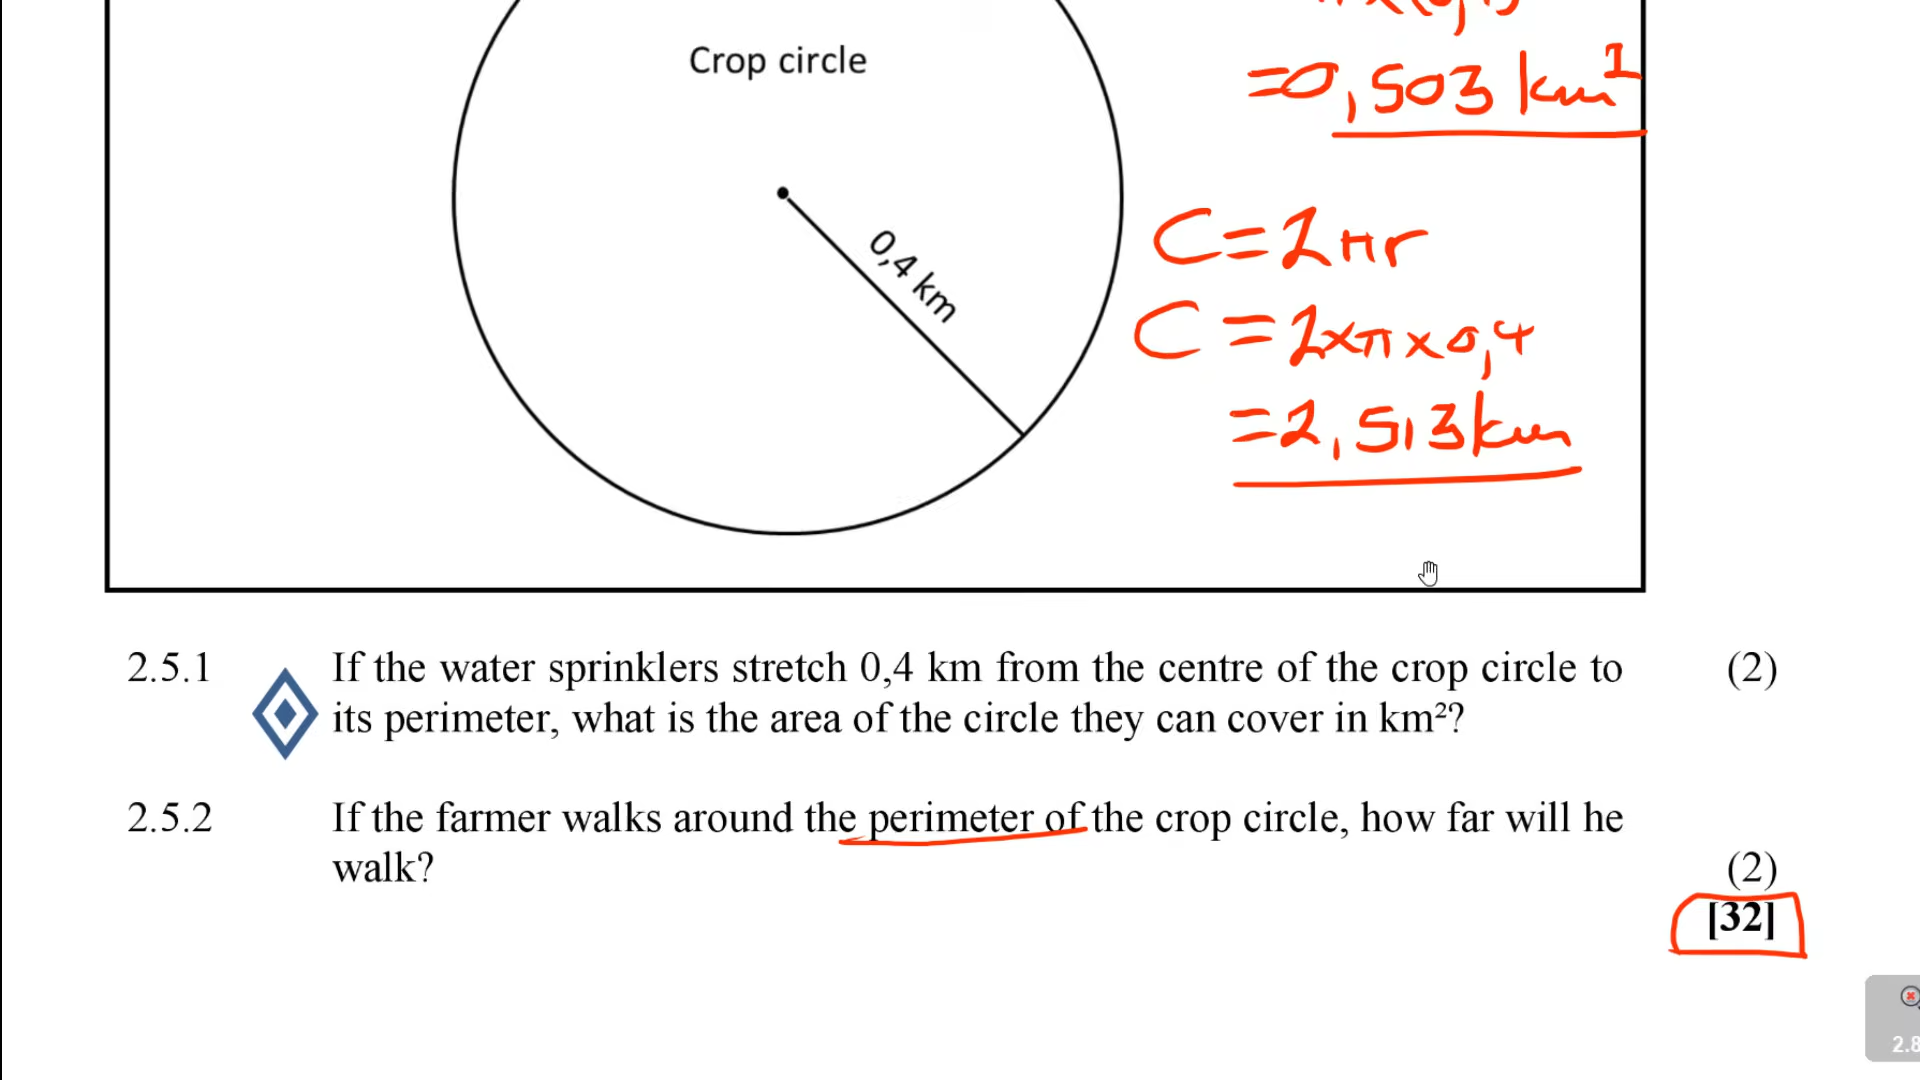 Crop circle
=0,503 km²
0,4 km
C=2πr
C=2xπx0,4
=2,513km
2.5.1 If the water sprinklers stretch 0,4 km from the centre of the crop circle to (2)
its perimeter, what is the area of the circle they can cover in km²?
2.5.2 If the farmer walks around the perimeter of the crop circle, how far will he
walk? (2)
[32]